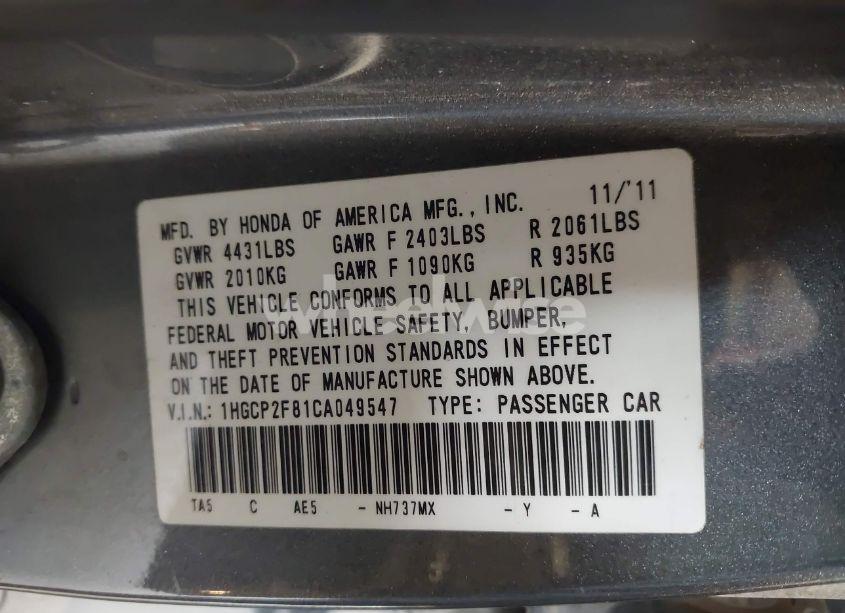 MFD. BY HONDA OF AMERICA MFG., INC. 11/'11
GVWR 4431LBS GAWR F 2403LBS R 2061LBS
GVWR 2010KG GAWR F 1090KG R 935KG
THIS VEHICLE CONFORMS TO ALL APPLICABLE
FEDERAL MOTOR VEHICLE SAFETY, BUMPER,
AND THEFT PREVENTION STANDARDS IN EFFECT
ON THE DATE OF MANUFACTURE SHOWN ABOVE.
V.I.N.: 1HGCP2F81CA049547 TYPE: PASSENGER CAR
TA5 C AE5 - NH737MX - Y - A
wheelwire